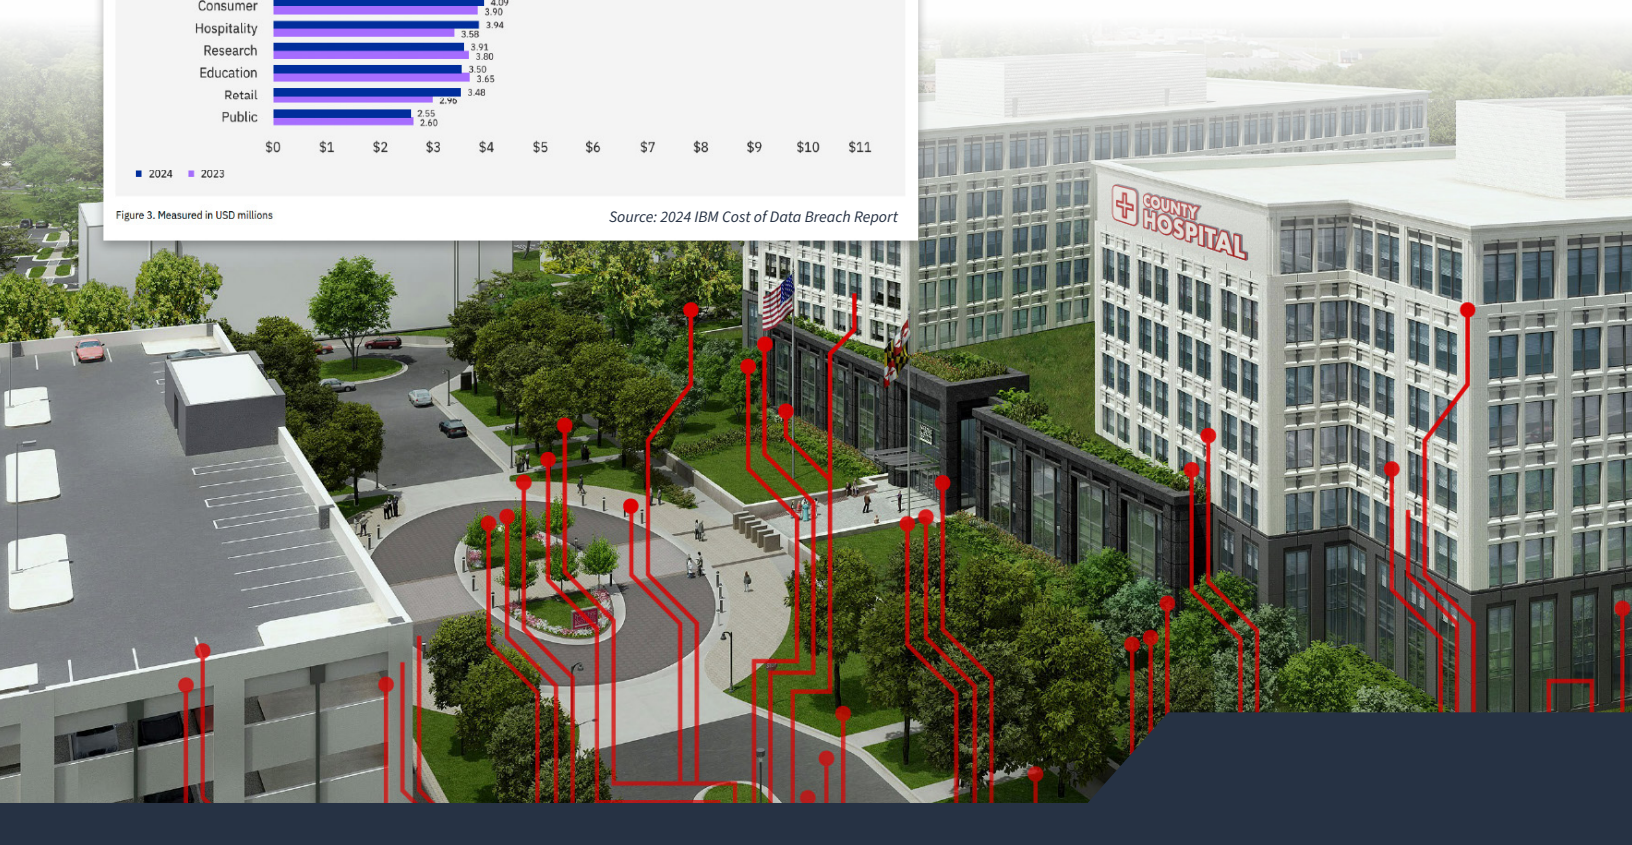 Consumer 4.09
3.90
Hospitality 3.94
3.58
Research 3.91
3.80
Education 3.50
3.65
Retail 3.48
2.96
Public 2.55
2.60
$0 $1 $2 $3 $4 $5 $6 $7 $8 $9 $10 $11
2024 2023
Figure 3. Measured in USD millions
Source: 2024 IBM Cost of Data Breach Report
COUNTY
HOSPITAL